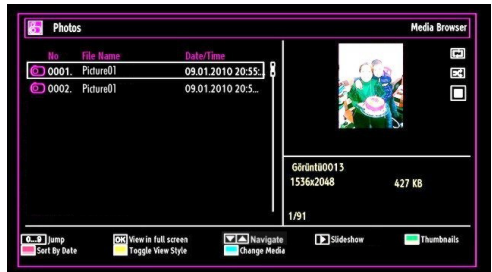 Photos Media Browser
No File Name Date/Time
0001. Picture01 09.01.2010 20:55:.
0002. Picture01 09.01.2010 20:5...
Görüntü0013
1536x2048 427 KB
1/91
0...9 Jump OK View in full screen Navigate Slideshow Thumbnails
Sort By Date Toggle View Style Change Media